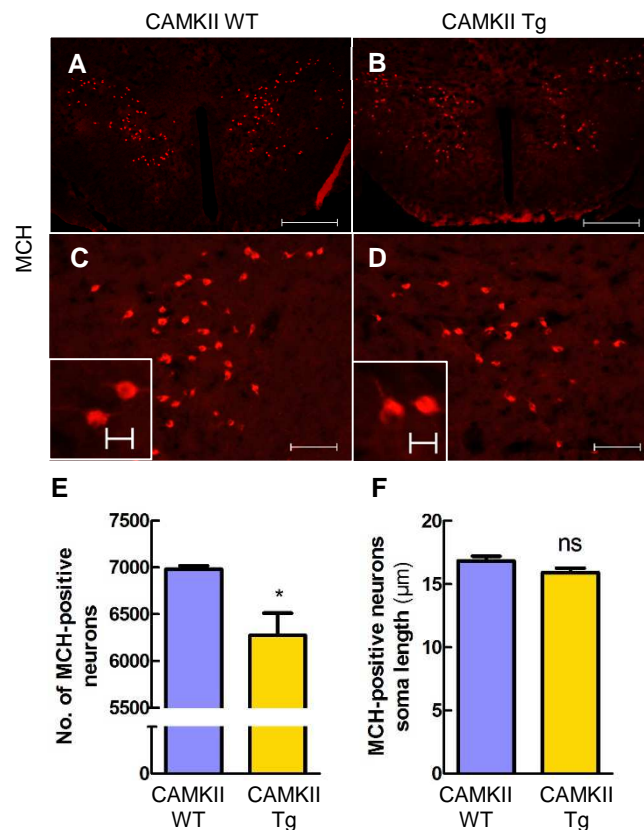 CAMKII WT
CAMKII Tg
A
B
MCH
C
D
E
F
No. of MCH-positive
neurons
7500
7000
6500
6000
5500
0
*
CAMKII
WT
CAMKII
Tg
MCH-positive neurons
soma length (µm)
20
15
10
5
0
ns
CAMKII
WT
CAMKII
Tg